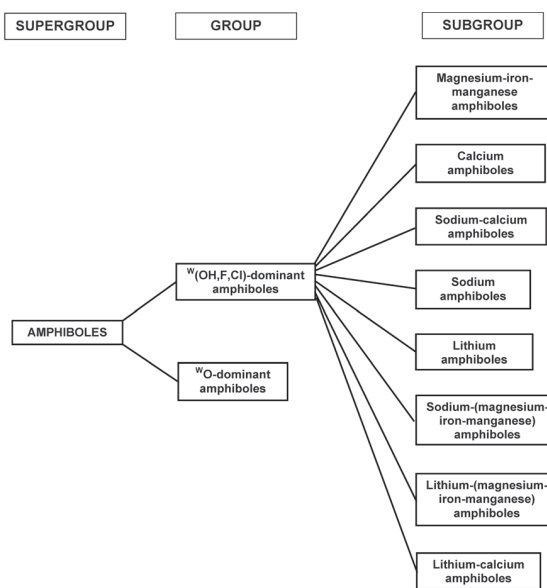 SUPERGROUP
GROUP
SUBGROUP
Magnesium-iron-
manganese
amphiboles
Calcium
amphiboles
Sodium-calcium
amphiboles
W(OH,F,Cl)-dominant
amphiboles
Sodium
amphiboles
AMPHIBOLES
Lithium
amphiboles
WO-dominant
amphiboles
Sodium-(magnesium-
iron-manganese)
amphiboles
Lithium-(magnesium-
iron-manganese)
amphiboles
Lithium-calcium
amphiboles